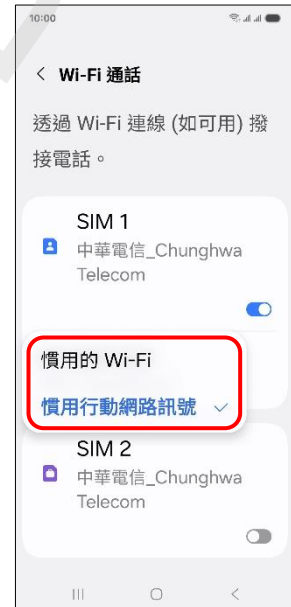 10:00
Wi-Fi 通話
透過 Wi-Fi 連線 (如可用) 撥
接電話。
SIM 1
中華電信_Chunghwa
Telecom
慣用的 Wi-Fi
慣用行動網路訊號
SIM 2
中華電信_Chunghwa
Telecom